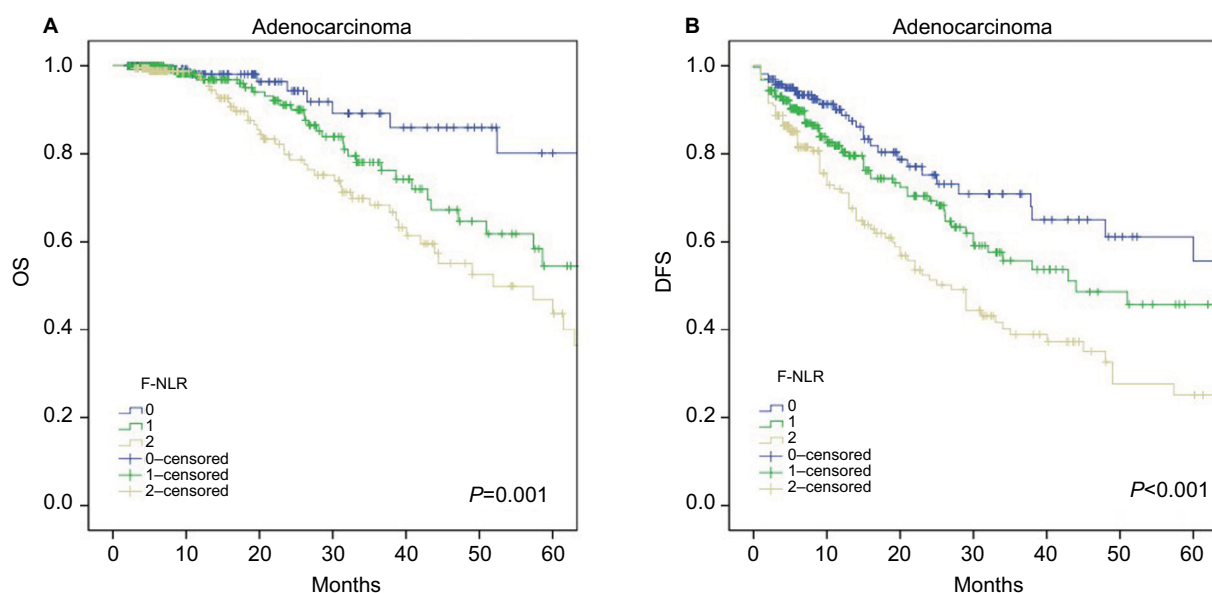 A
Adenocarcinoma
OS
1.0
0.8
0.6
0.4
0.2
0.0
F-NLR
0
1
2
0–censored
1–censored
2–censored
P=0.001
0 10 20 30 40 50 60
Months
B
Adenocarcinoma
DFS
1.0
0.8
0.6
0.4
0.2
0.0
F-NLR
0
1
2
0–censored
1–censored
2–censored
P<0.001
0 10 20 30 40 50 60
Months